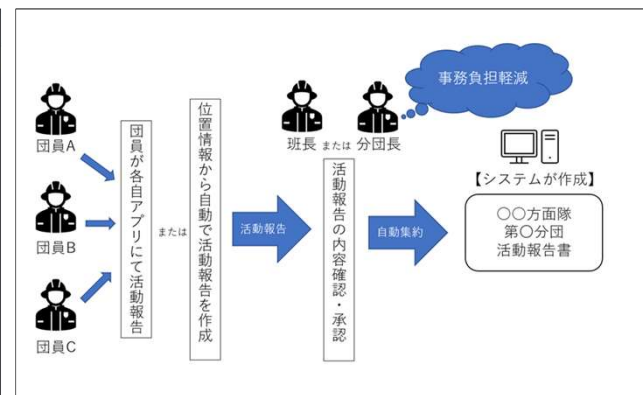 団員A
団員B
団員C
団員が各自アプリにて活動報告
または
位置情報から自動で活動報告を作成
活動報告
班長 または 分団長
事務負担軽減
活動報告の内容確認・承認
自動集約
【システムが作成】
〇〇方面隊
第〇分団
活動報告書